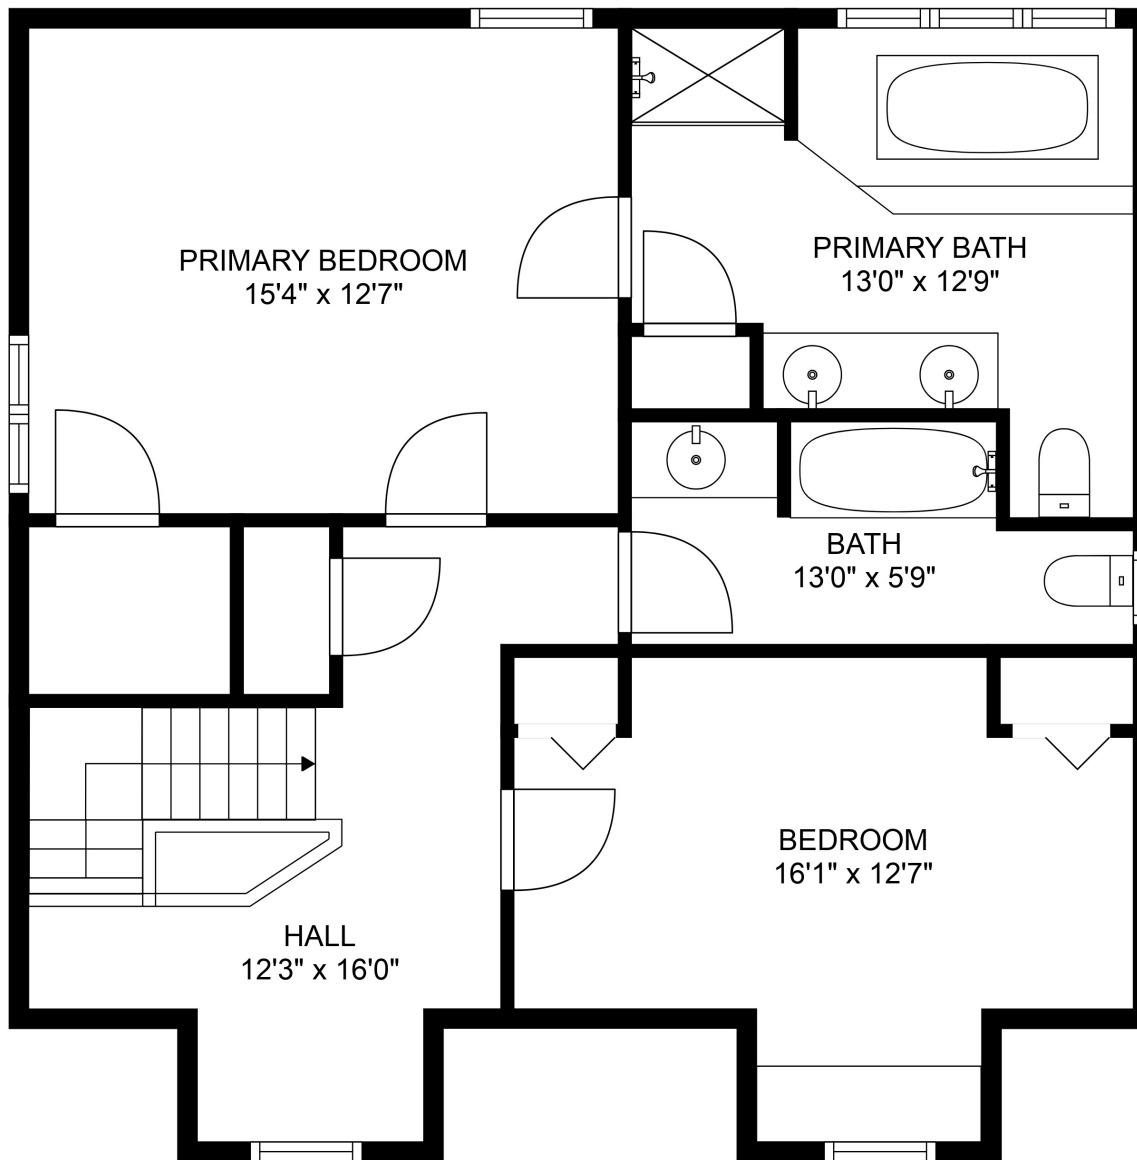 PRIMARY BEDROOM
15'4" x 12'7"
PRIMARY BATH
13'0" x 12'9"
BATH
13'0" x 5'9"
BEDROOM
16'1" x 12'7"
HALL
12'3" x 16'0"